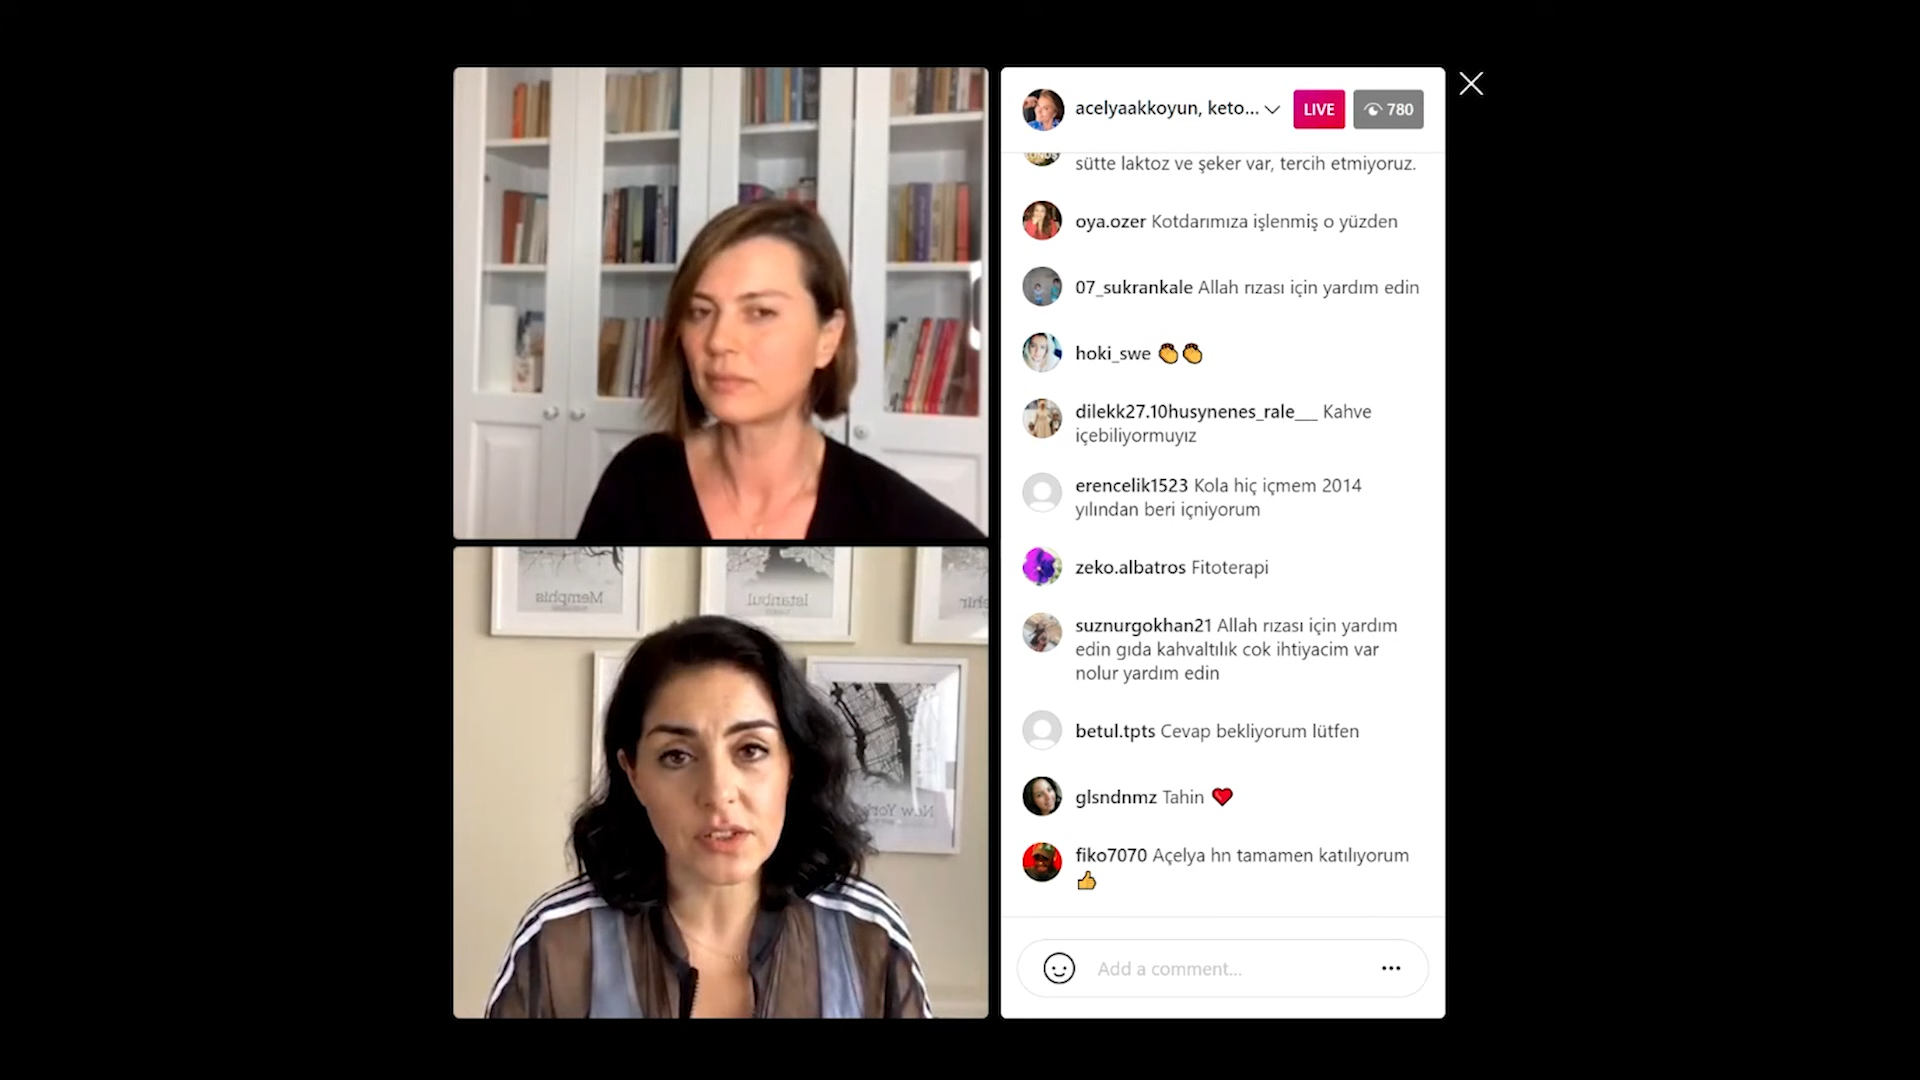 acelyaakkoyun, keto...
LIVE
780
sütte laktoz ve şeker var, tercih etmiyoruz.
oya.ozer Kotdarımıza işlenmiş o yüzden
07_sukrankale Allah rızası için yardım edin
hoki_swe 👏👏
dilekk27.10husynenes_rale___ Kahve
içebiliyormuyız
erencelik1523 Kola hiç içmem 2014
yılından beri içniyorum
zeko.albatros Fitoterapi
suznurgokhan21 Allah rızası için yardım
edin gıda kahvaltılık cok ihtiyacim var
nolur yardım edin
betul.tpts Cevap bekliyorum lütfen
glsndnmz Tahin ❤️
fiko7070 Açelya hn tamamen katılıyorum
👍
Add a comment...
Memphis
Istanbul
New York